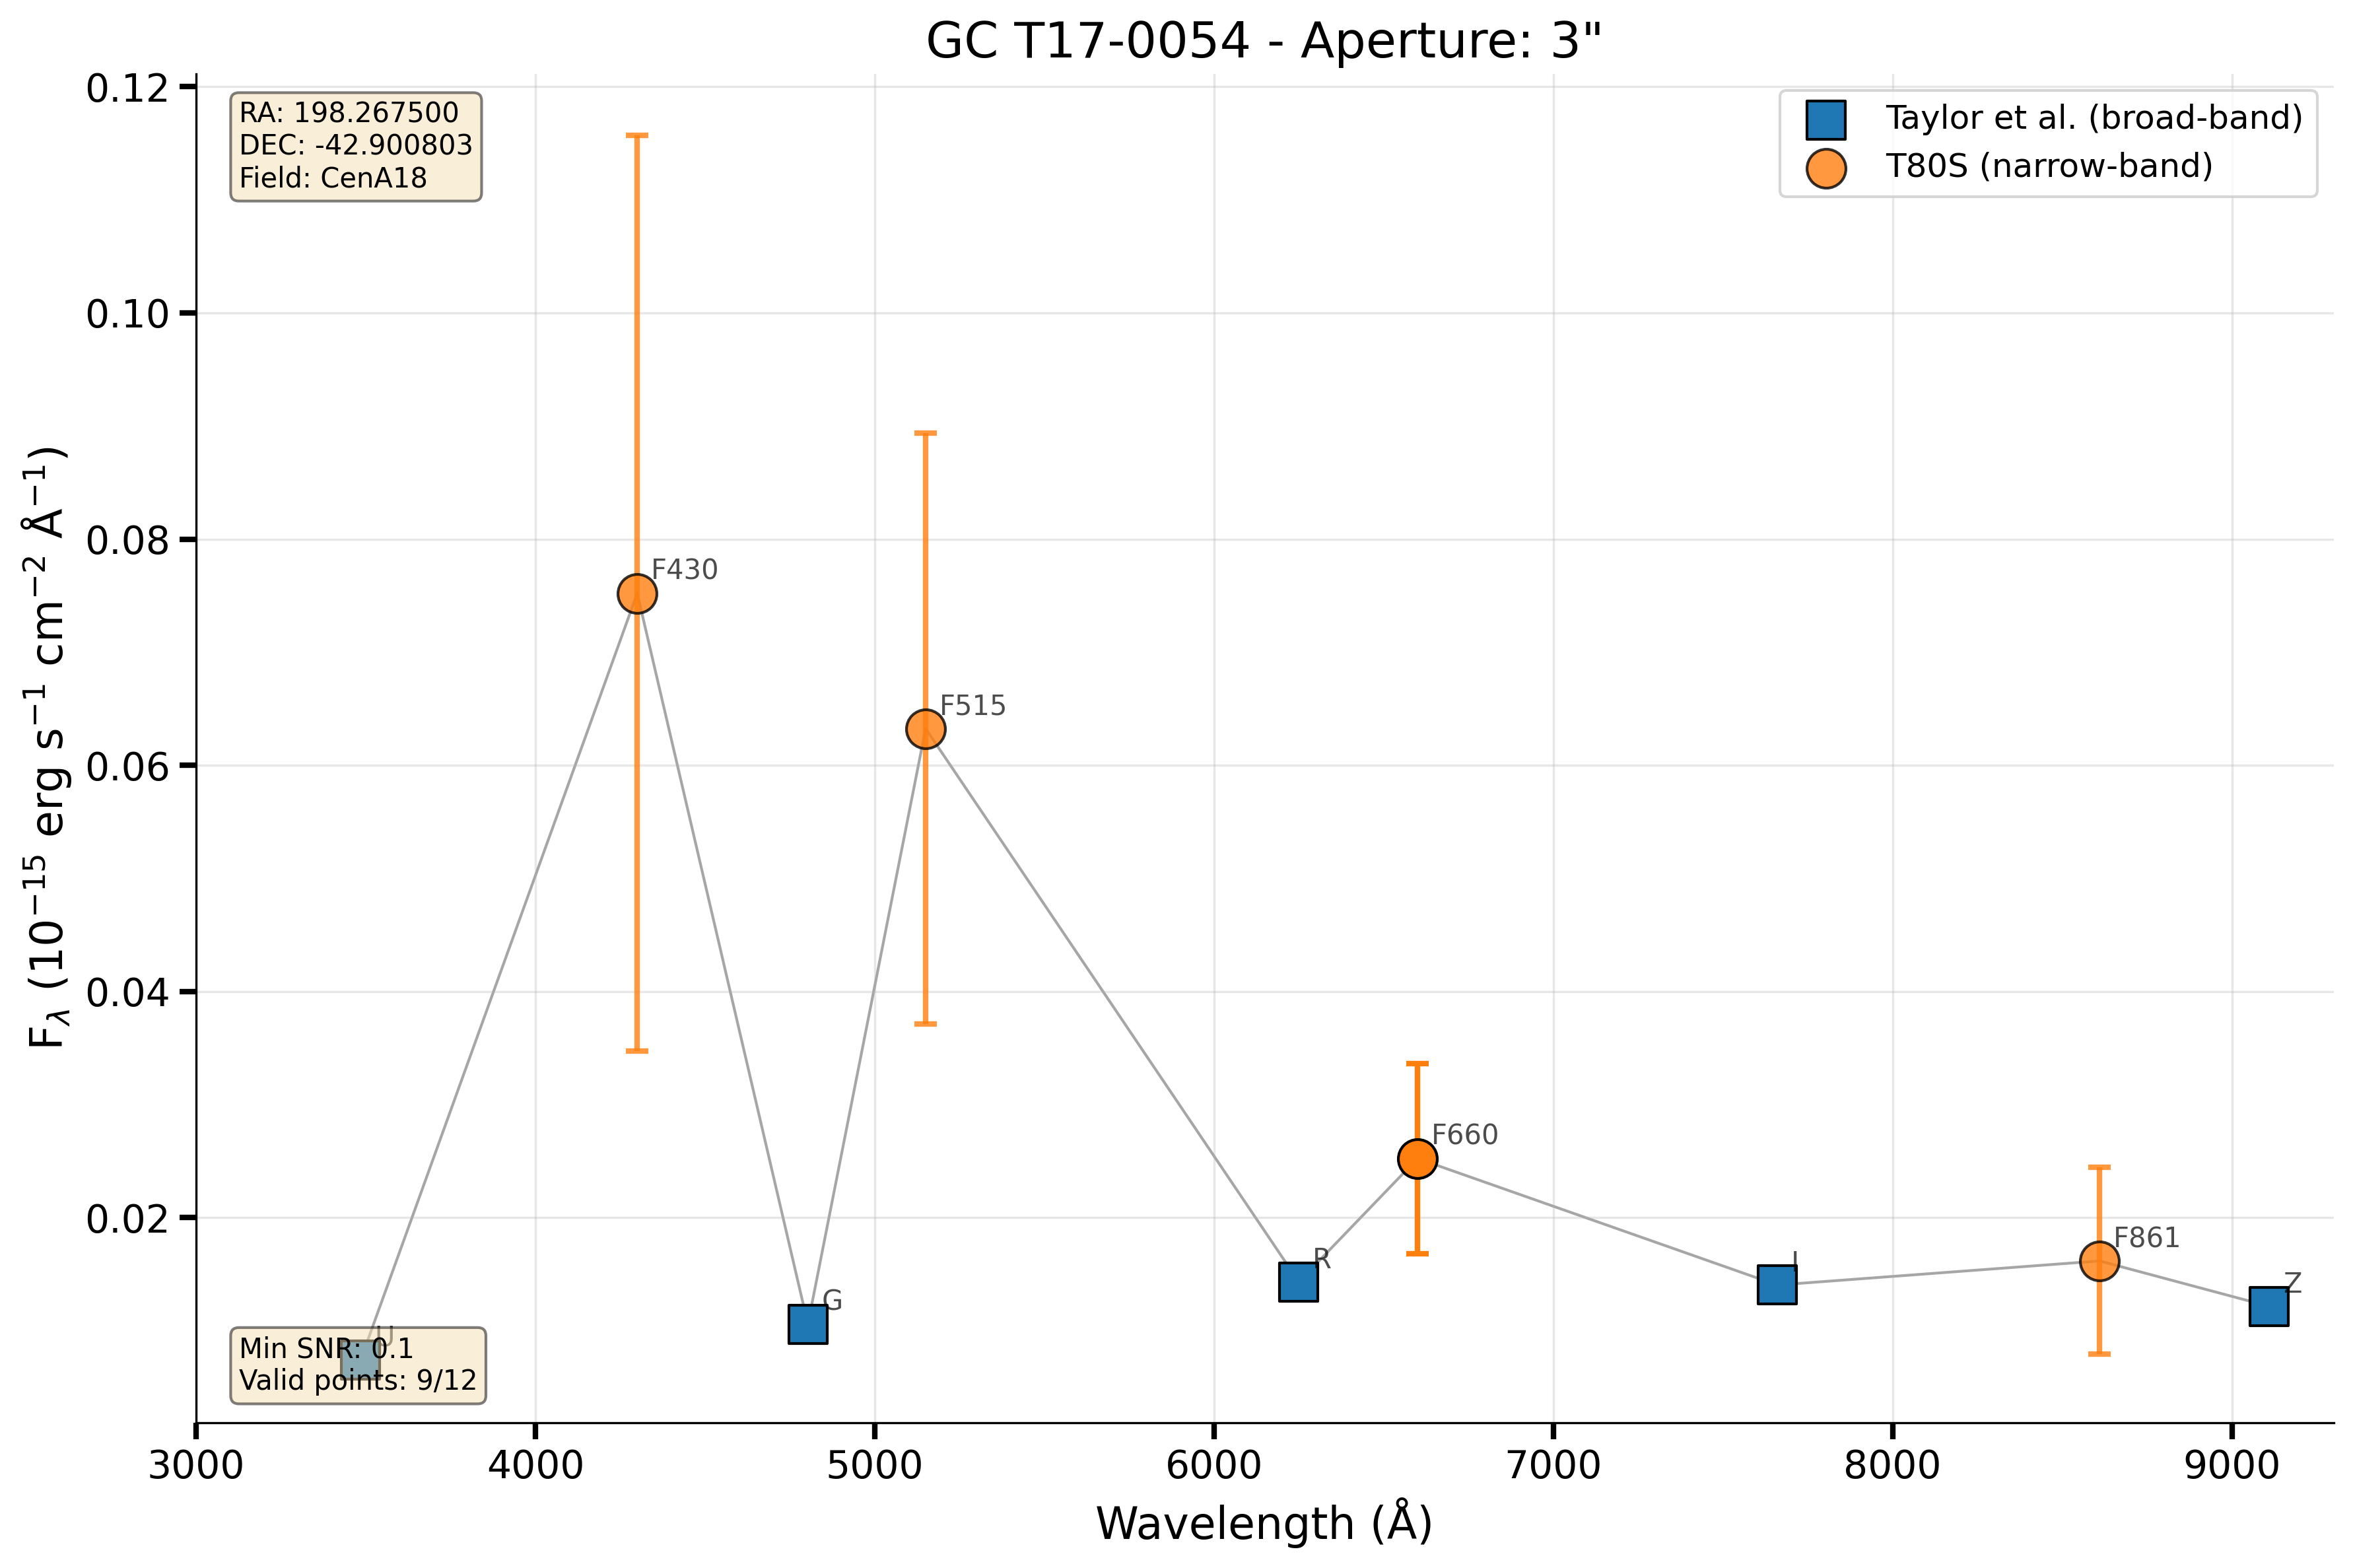 GC T17-0054 - Aperture: 3"
RA: 198.267500
DEC: -42.900803
Field: CenA18
Taylor et al. (broad-band)
T80S (narrow-band)
0.12
0.10
0.08
0.06
0.04
0.02
F_λ (10⁻¹⁵ erg s⁻¹ cm⁻² Å⁻¹)
F430
F515
F660
F861
U
G
R
I
Z
Min SNR: 0.1
Valid points: 9/12
3000 4000 5000 6000 7000 8000 9000
Wavelength (Å)